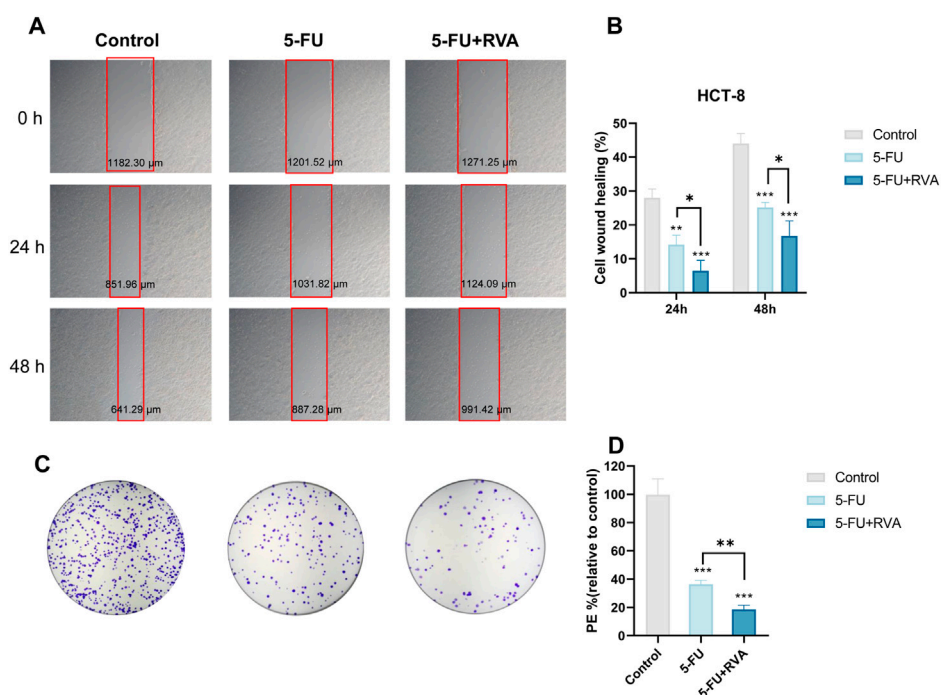 A
Control
5-FU
5-FU+RVA
0 h
1182.30 µm
1201.52 µm
1271.25 µm
24 h
851.96 µm
1031.82 µm
1124.09 µm
48 h
641.29 µm
887.28 µm
991.42 µm
B
HCT-8
Cell wound healing (%)
50
40
30
20
10
0
**
*
***
***
*
***
24h
48h
Control
5-FU
5-FU+RVA
C
D
PE %(relative to control)
120
100
80
60
40
20
0
***
**
***
Control
5-FU
5-FU+RVA
Control
5-FU
5-FU+RVA